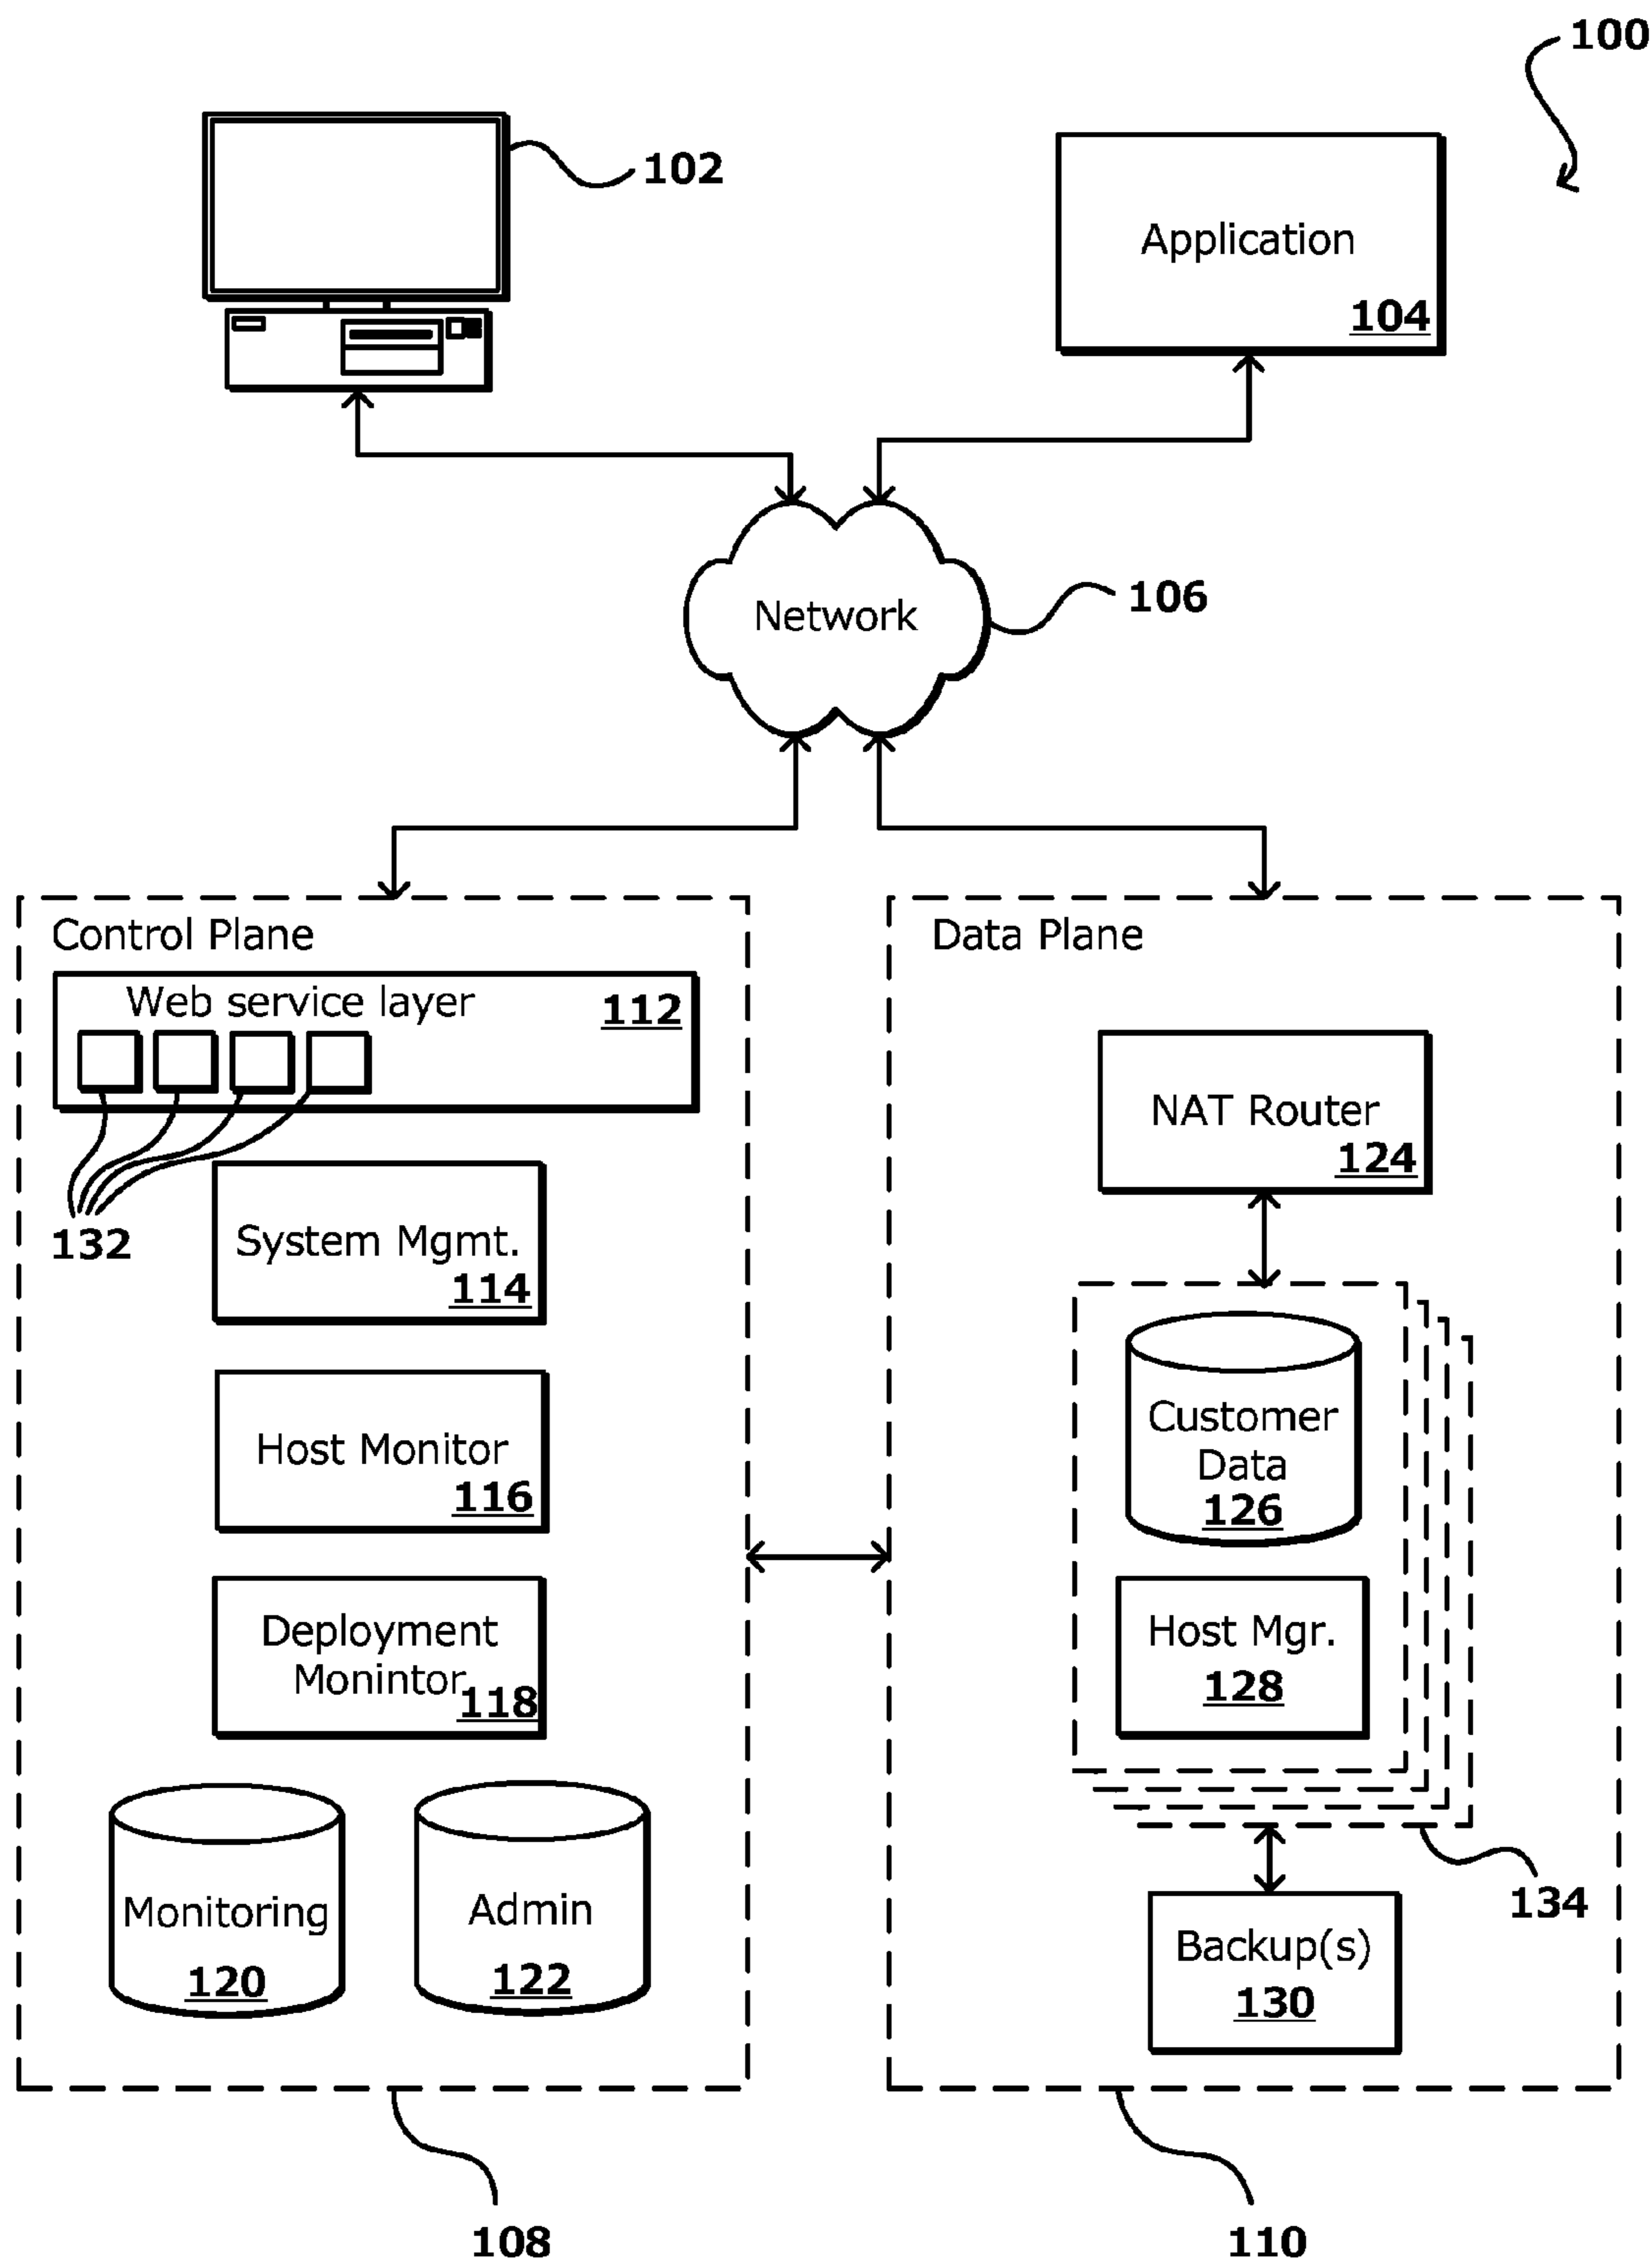 100
102
Application
104
Network
106
Control Plane
Web service layer
112
132
System Mgmt.
114
Host Monitor
116
Deployment
Monintor
118
Monitoring
120
Admin
122
108
Data Plane
NAT Router
124
Customer
Data
126
Host Mgr.
128
134
Backup(s)
130
110